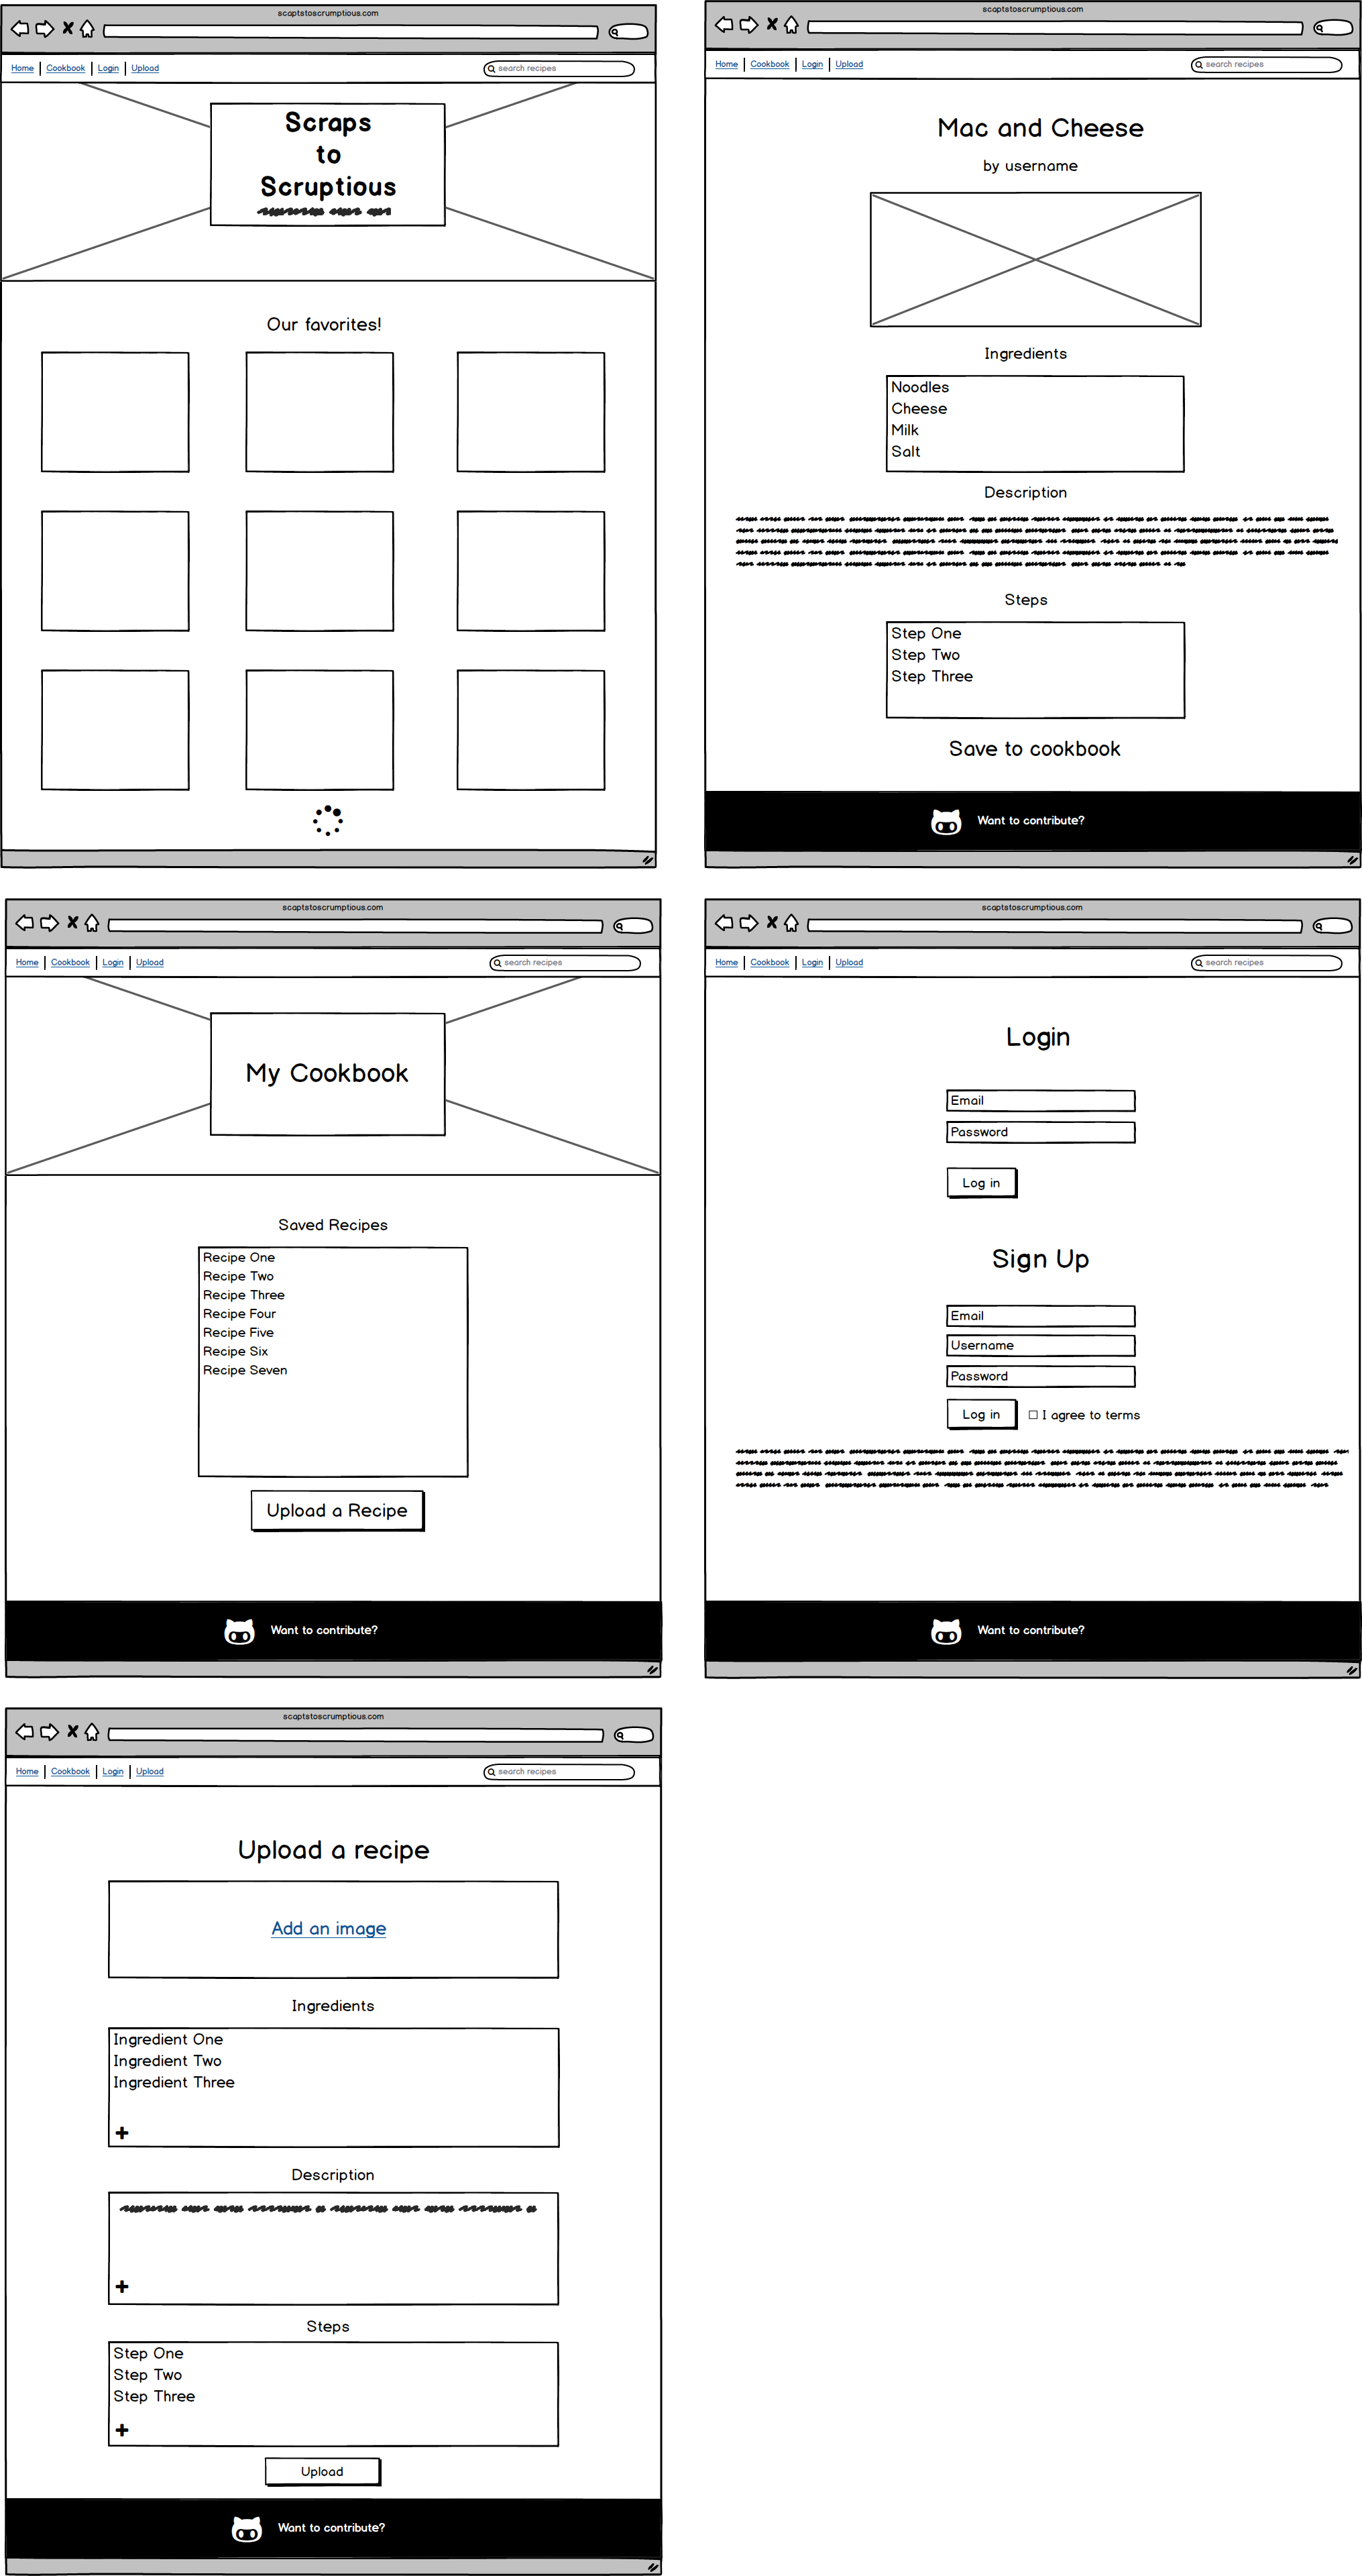 scaptstoscrumptious.com
Home Cookbook Login Upload search recipes
Scraps
to
Scruptious
Our favorites!
scaptstoscrumptious.com
Home Cookbook Login Upload search recipes
Mac and Cheese
by username
Ingredients
Noodles
Cheese
Milk
Salt
Description
Steps
Step One
Step Two
Step Three
Save to cookbook
Want to contribute?
scaptstoscrumptious.com
Home Cookbook Login Upload search recipes
My Cookbook
Saved Recipes
Recipe One
Recipe Two
Recipe Three
Recipe Four
Recipe Five
Recipe Six
Recipe Seven
Upload a Recipe
Want to contribute?
scaptstoscrumptious.com
Home Cookbook Login Upload search recipes
Login
Email
Password
Log in
Sign Up
Email
Username
Password
Log in I agree to terms
Want to contribute?
scaptstoscrumptious.com
Home Cookbook Login Upload search recipes
Upload a recipe
Add an image
Ingredients
Ingredient One
Ingredient Two
Ingredient Three
+
Description
+
Steps
Step One
Step Two
Step Three
+
Upload
Want to contribute?